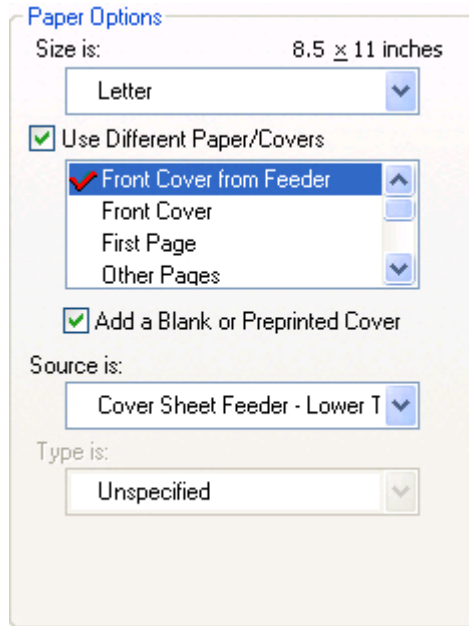 Paper Options
Size is: 8.5 x 11 inches
Letter
Use Different Paper/Covers
Front Cover from Feeder
Front Cover
First Page
Other Pages
Add a Blank or Preprinted Cover
Source is:
Cover Sheet Feeder - Lower T
Type is:
Unspecified